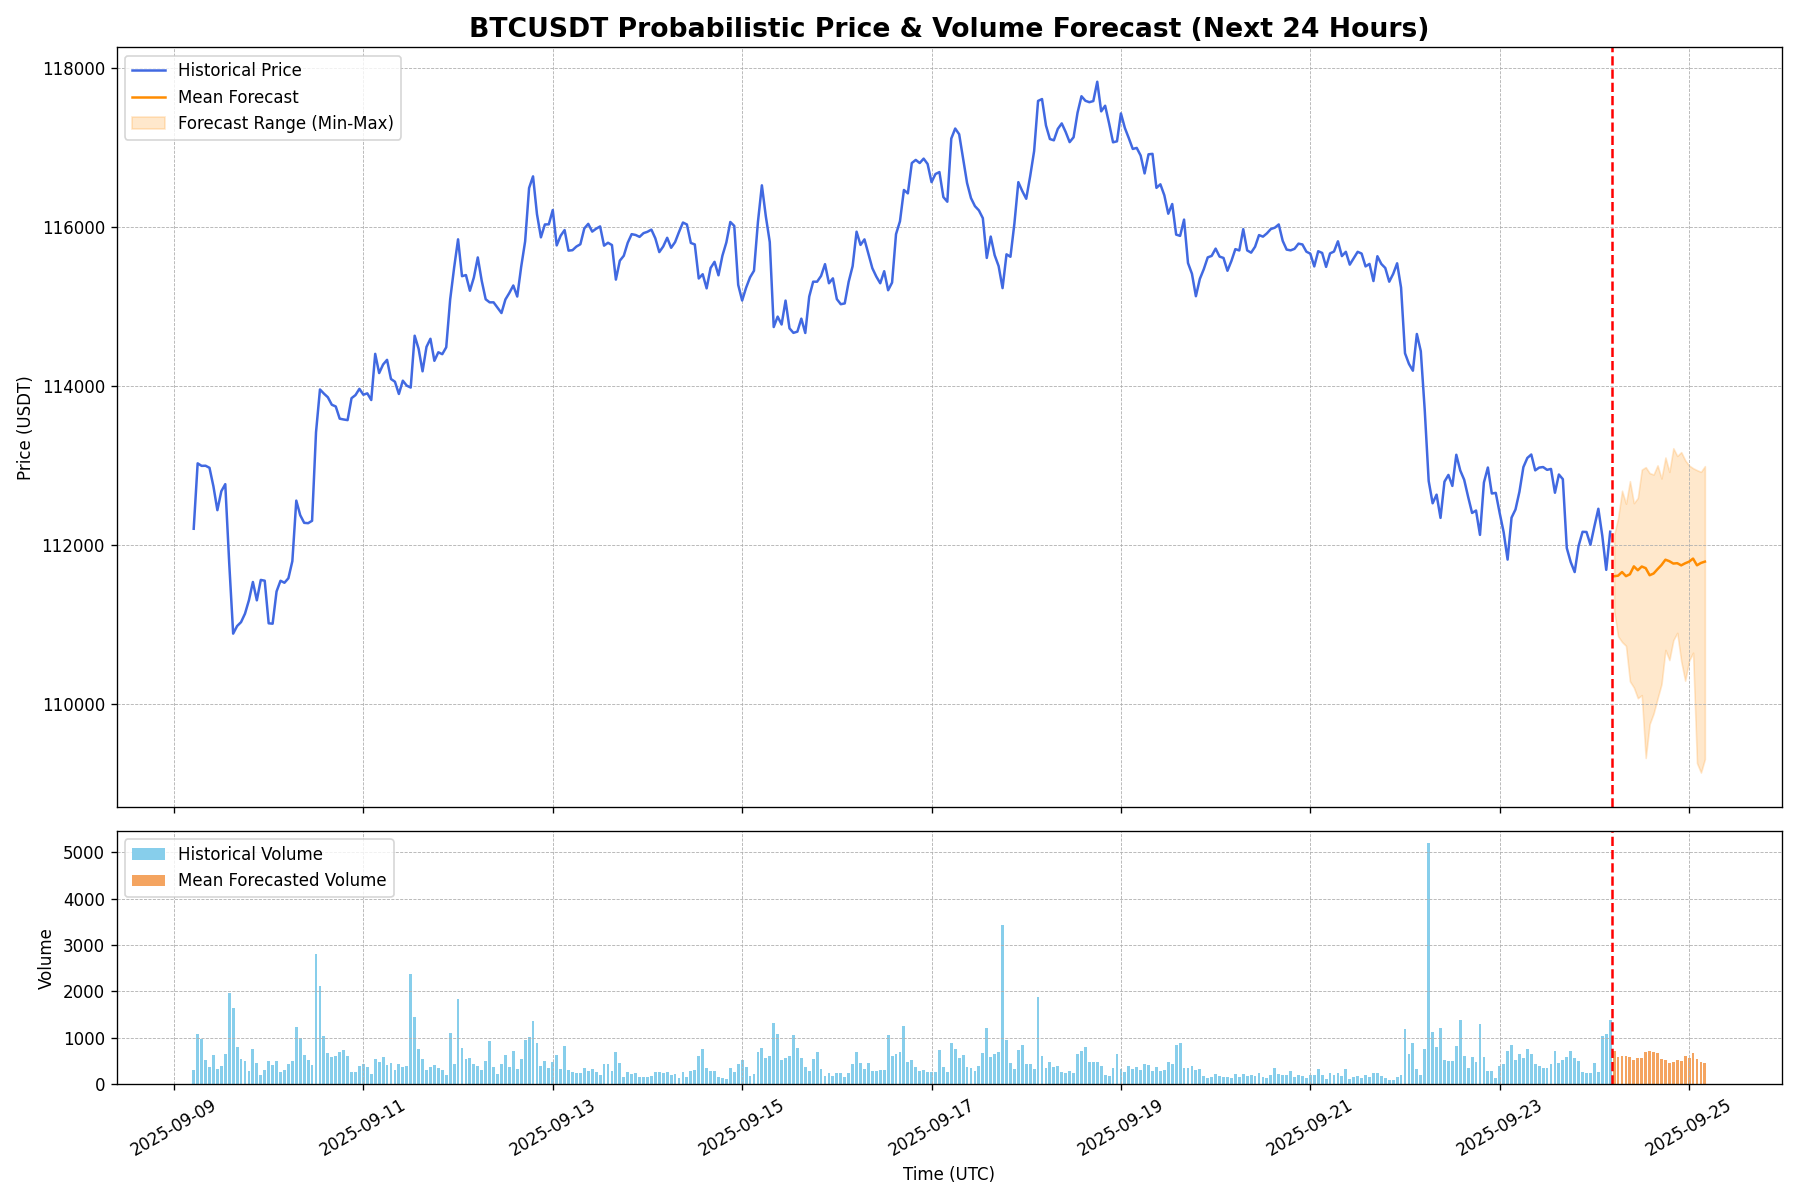 BTCUSDT Probabilistic Price & Volume Forecast (Next 24 Hours)
Historical Price
Mean Forecast
Forecast Range (Min-Max)
118000
116000
114000
112000
110000
Price (USDT)
Historical Volume
Mean Forecasted Volume
5000
4000
3000
2000
1000
0
Volume
2025-09-09
2025-09-11
2025-09-13
2025-09-15
2025-09-17
2025-09-19
2025-09-21
2025-09-23
2025-09-25
Time (UTC)